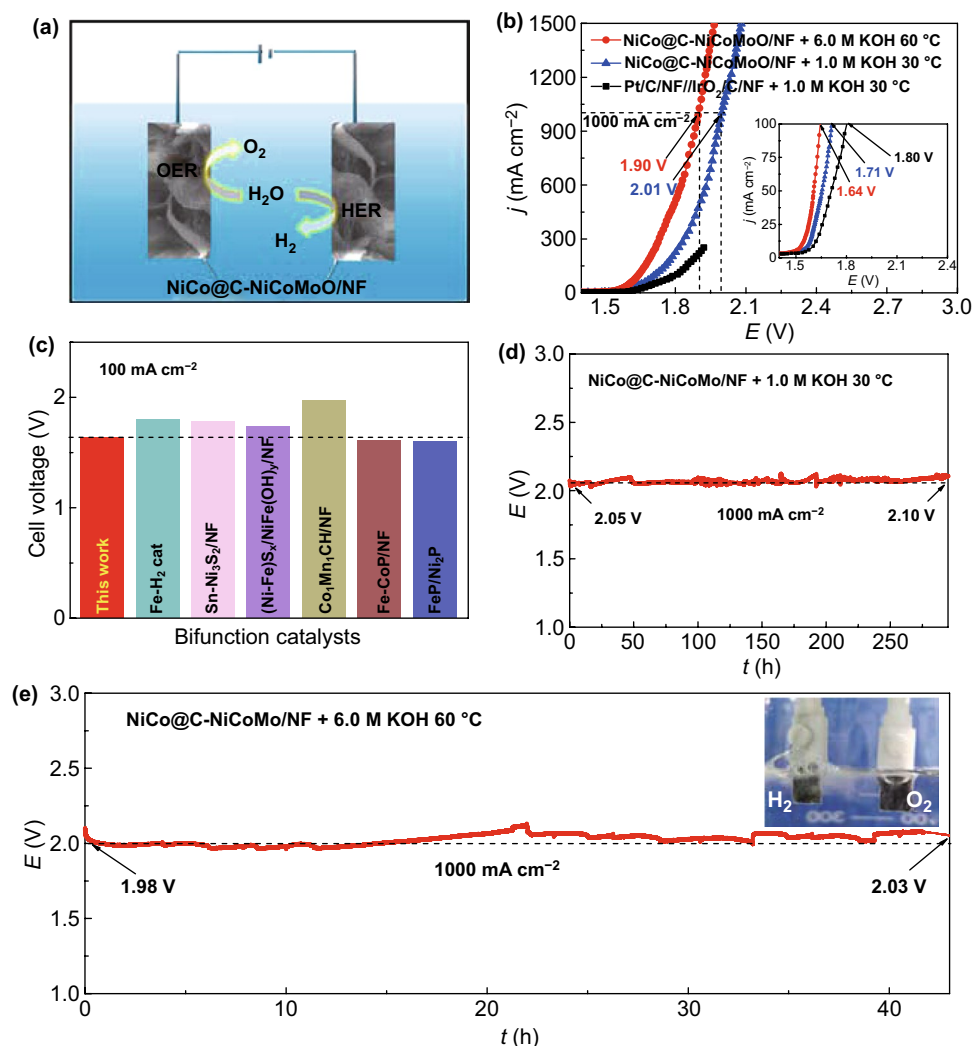 (a)
O₂
OER
H₂O
HER
H₂
NiCo@C-NiCoMoO/NF
(b)
1500
1200
900
600
300
0
j (mA cm⁻²)
NiCo@C-NiCoMoO/NF + 6.0 M KOH 60 °C
NiCo@C-NiCoMoO/NF + 1.0 M KOH 30 °C
Pt/C/NF//IrO₂/C/NF + 1.0 M KOH 30 °C
1000 mA cm⁻²
1.90 V
2.01 V
1.5 1.8 2.1 2.4 2.7 3.0
E (V)
100
75
50
25
0
j (mA cm⁻²)
1.80 V
1.71 V
1.64 V
1.5 1.8 2.1 2.4
E (V)
(c)
100 mA cm⁻²
2
1
0
Cell voltage (V)
This work
Fe-H₂ cat
Sn-Ni₃S₂/NF
(Ni-Fe)Sₓ/NiFe(OH)ᵧ/NF
Co₁Mn₁CH/NF
Fe-CoP/NF
FeP/Ni₂P
Bifunction catalysts
(d)
3.0
2.5
2.0
1.5
1.0
E (V)
NiCo@C-NiCoMo/NF + 1.0 M KOH 30 °C
2.05 V
1000 mA cm⁻²
2.10 V
0 50 100 150 200 250
t (h)
(e)
3.0
2.5
2.0
1.5
1.0
E (V)
NiCo@C-NiCoMo/NF + 6.0 M KOH 60 °C
H₂
O₂
1.98 V
1000 mA cm⁻²
2.03 V
0 10 20 30 40
t (h)